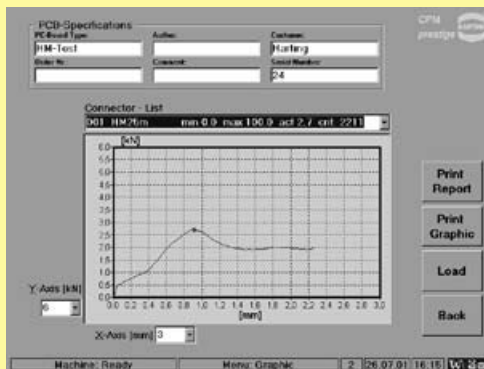 PCB-Specifications
PC-Board Type: Author: Customer:
HM-Test Harting
Order Nr.: Comment: Serial Number:
24
CPM
prestige HARTING
Connector - List
001 HM26m min 0.0 max 100.0 act 2.7 cnt 2211
[kN]
6.0
5.5
5.0
4.5
4.0
3.5
3.0
2.5
2.0
1.5
1.0
0.5
0.0
0.0 0.2 0.4 0.6 0.8 1.0 1.2 1.4 1.6 1.8 2.0 2.2 2.4 2.6 2.8 3.0
[mm]
Y-Axis [kN]
6
X-Axis [mm] 3
Print
Report
Print
Graphic
Load
Back
Machine: Ready Menu: Graphic 2 26.07.01 16:15